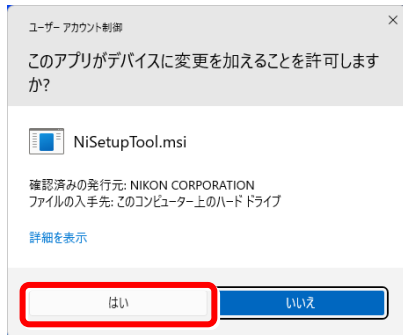 ユーザー アカウント制御
このアプリがデバイスに変更を加えることを許可します
か?
NiSetupTool.msi
確認済みの発行元: NIKON CORPORATION
ファイルの入手先: このコンピューター上のハード ドライブ
詳細を表示
はい
いいえ